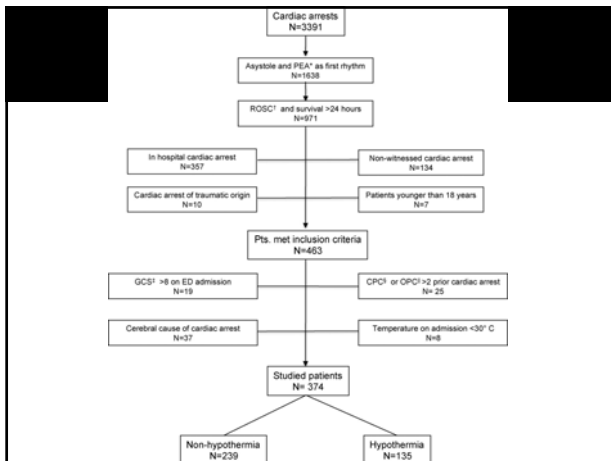 Cardiac arrests
N=3391
Asystole and PEA* as first rhythm
N=1638
ROSC† and survival >24 hours
N=971
In hospital cardiac arrest
N=357
Non-witnessed cardiac arrest
N=134
Cardiac arrest of traumatic origin
N=10
Patients younger than 18 years
N=7
Pts. met inclusion criteria
N=463
GCS‡ >8 on ED admission
N=19
CPC§ or OPC‖ >2 prior cardiac arrest
N= 25
Cerebral cause of cardiac arrest
N=37
Temperature on admission <30° C
N=8
Studied patients
N= 374
Non-hypothermia
N=239
Hypothermia
N=135